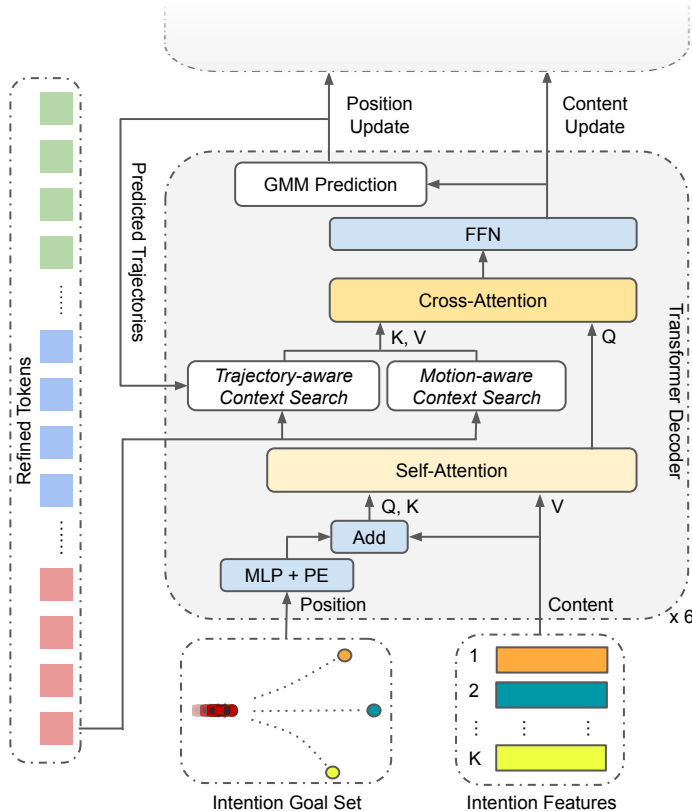 Position
Update
Content
Update
Predicted Trajectories
GMM Prediction
FFN
Cross-Attention
K, V
Q
Trajectory-aware
Context Search
Motion-aware
Context Search
Transformer Decoder
Refined Tokens
Self-Attention
Q, K
V
Add
MLP + PE
Position
Content
x 6
1
2
K
Intention Goal Set
Intention Features